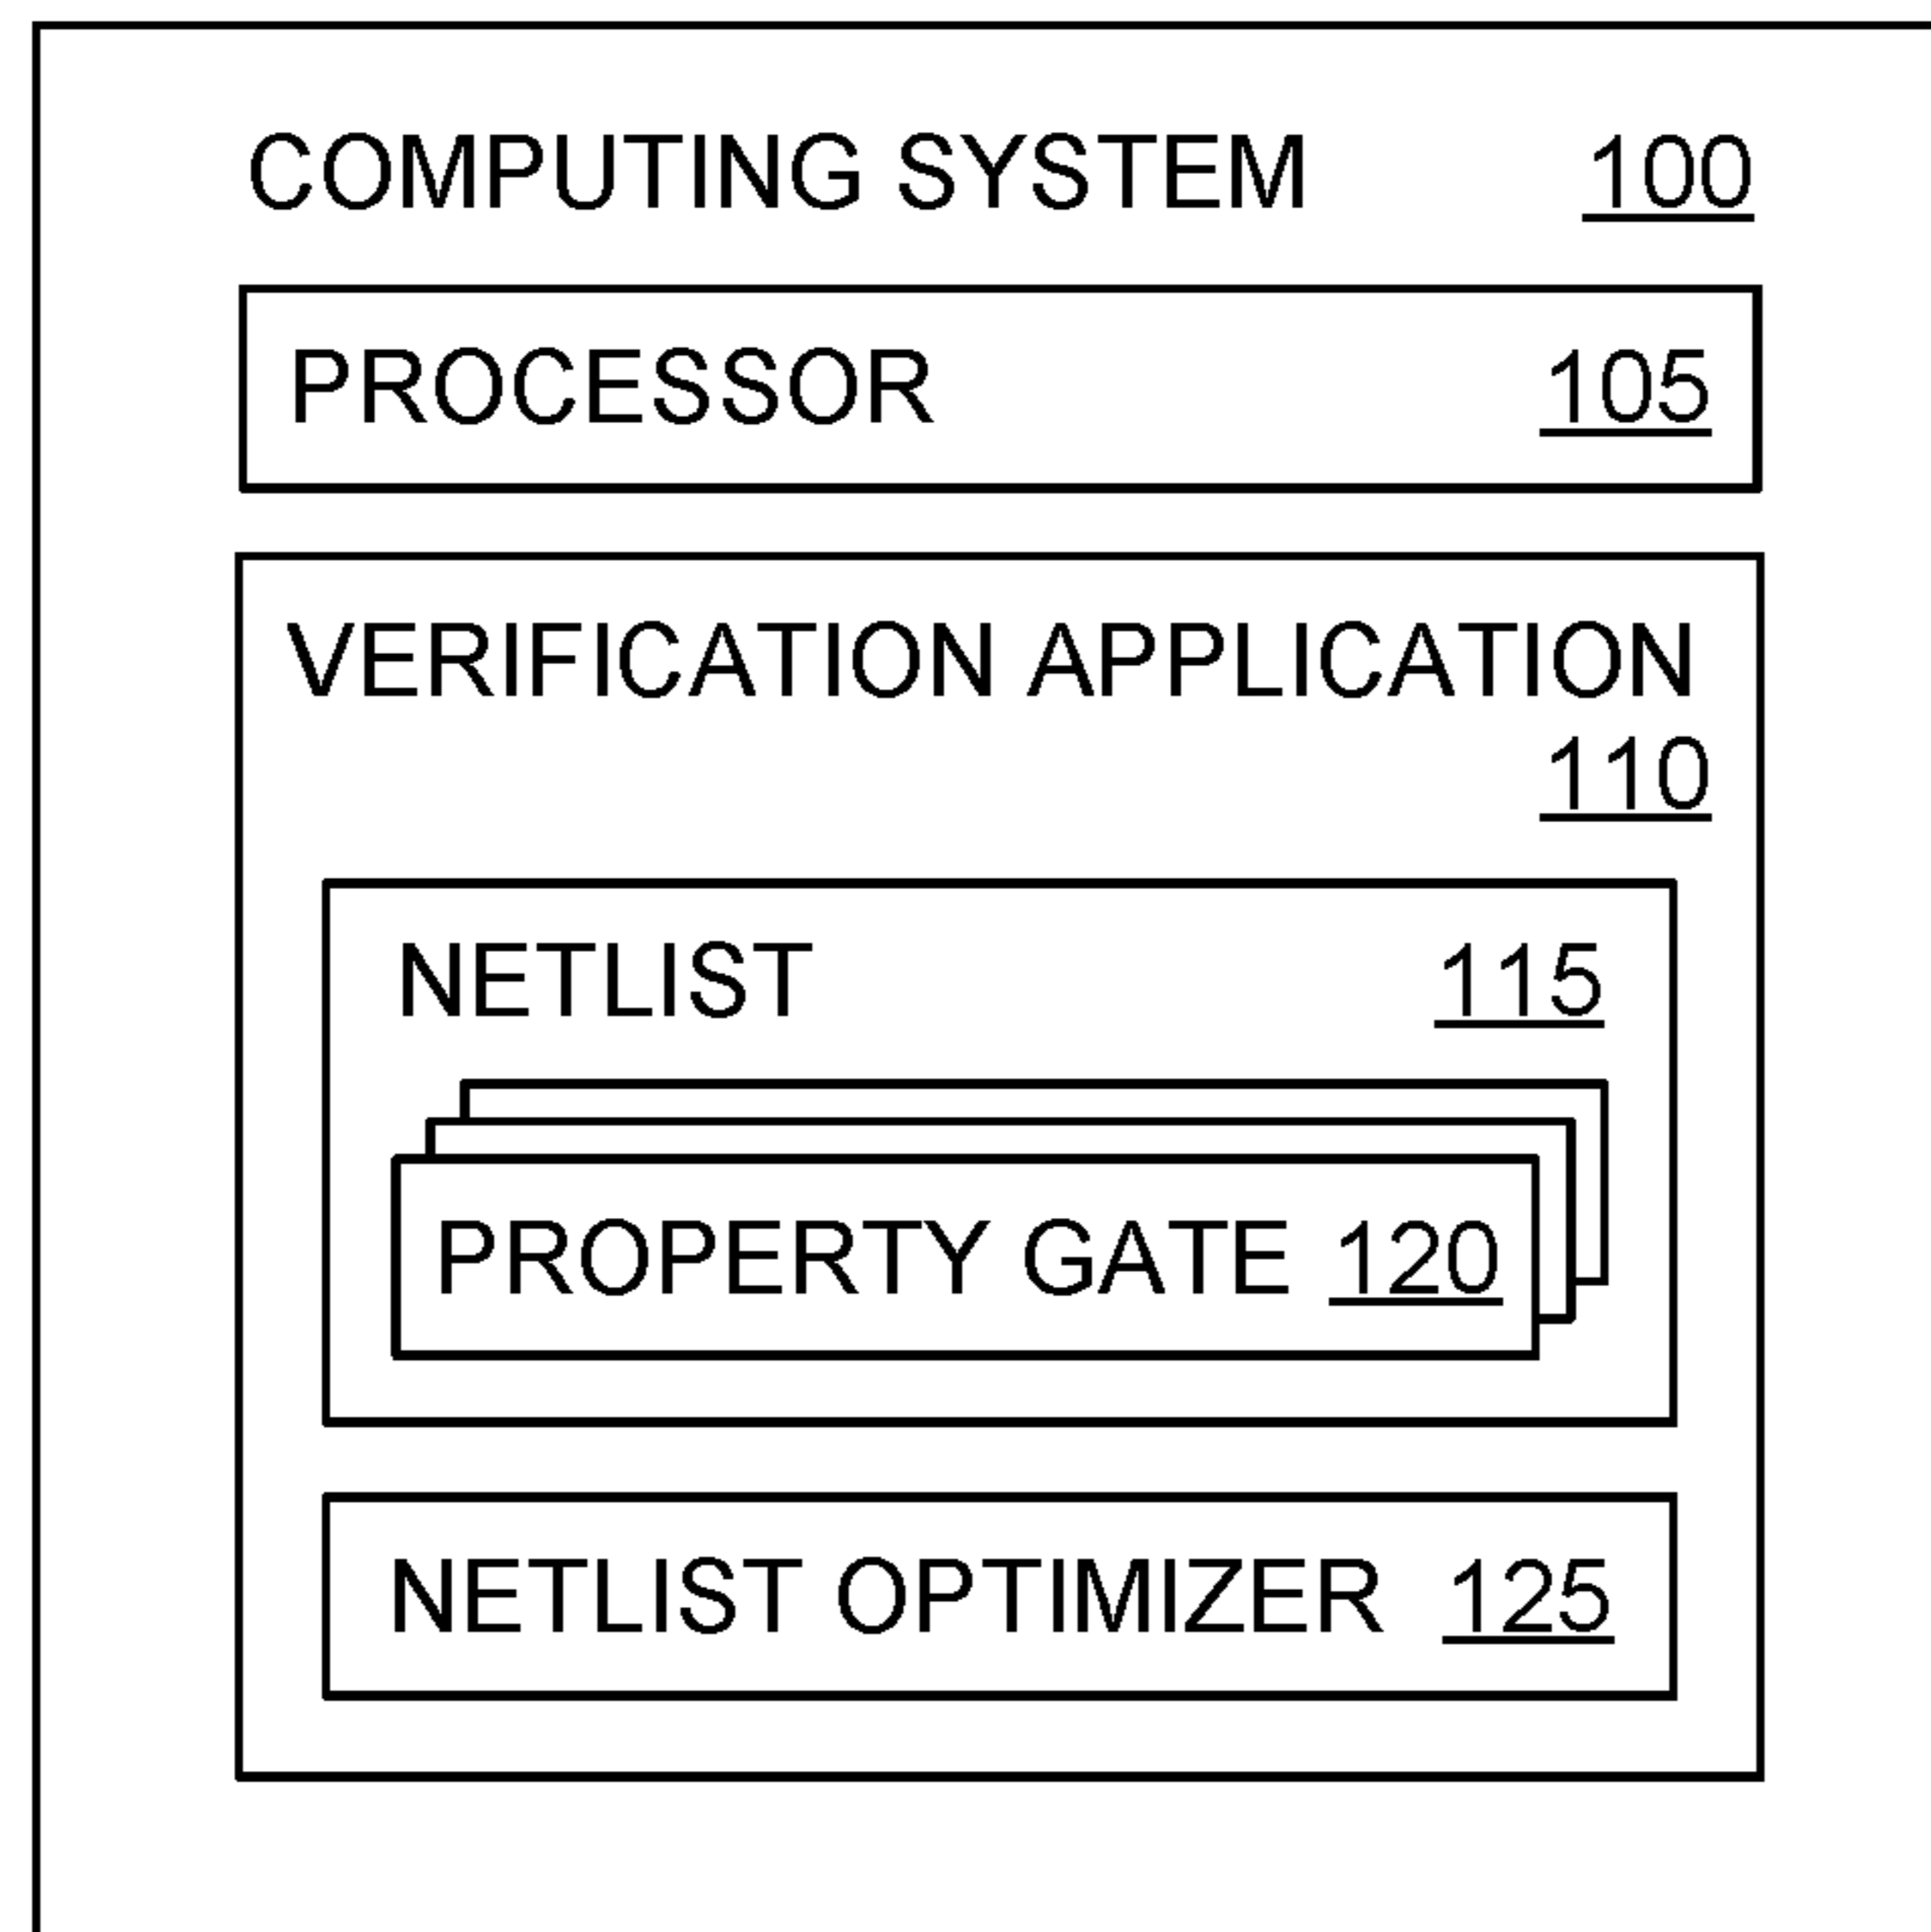 COMPUTING SYSTEM 100
PROCESSOR 105
VERIFICATION APPLICATION
110
NETLIST 115
PROPERTY GATE 120
NETLIST OPTIMIZER 125